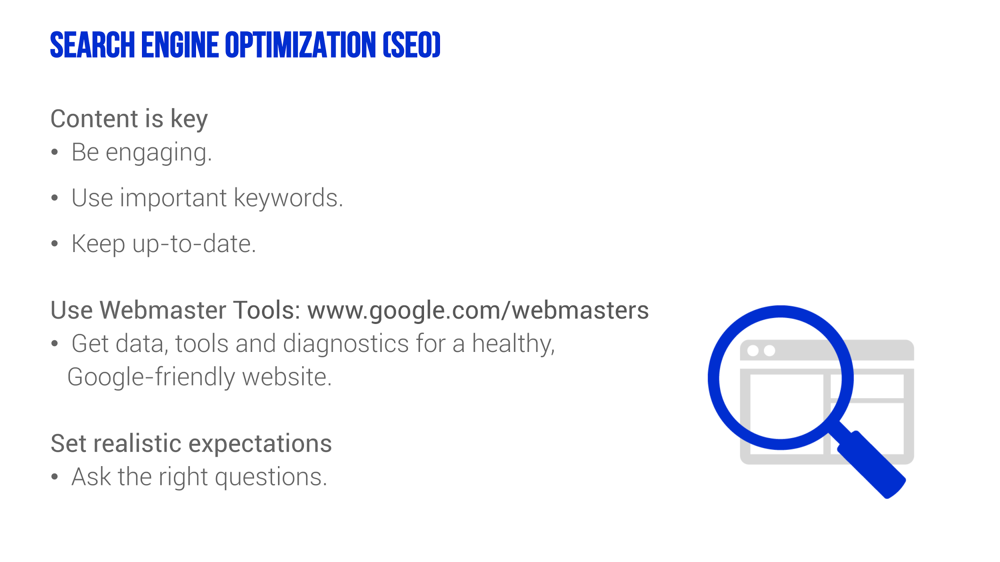 SEARCH ENGINE OPTIMIZATION (SEO)
Content is key
• Be engaging.
• Use important keywords.
• Keep up-to-date.
Use Webmaster Tools: www.google.com/webmasters
• Get data, tools and diagnostics for a healthy,
Google-friendly website.
Set realistic expectations
• Ask the right questions.